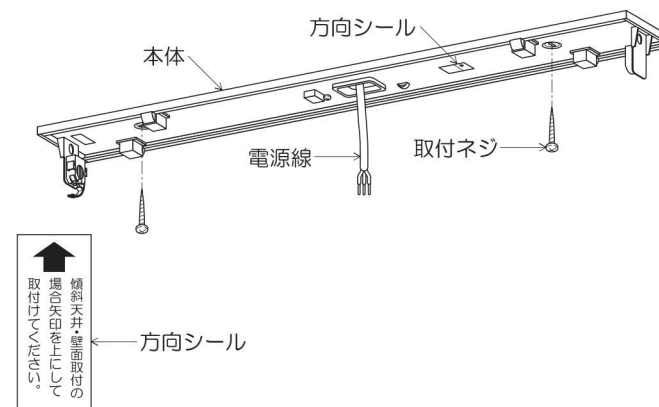 方向シール
本体
電源線
取付ネジ
傾斜天井・壁面取付の
場合矢印を上にして
取付けてください。
方向シール